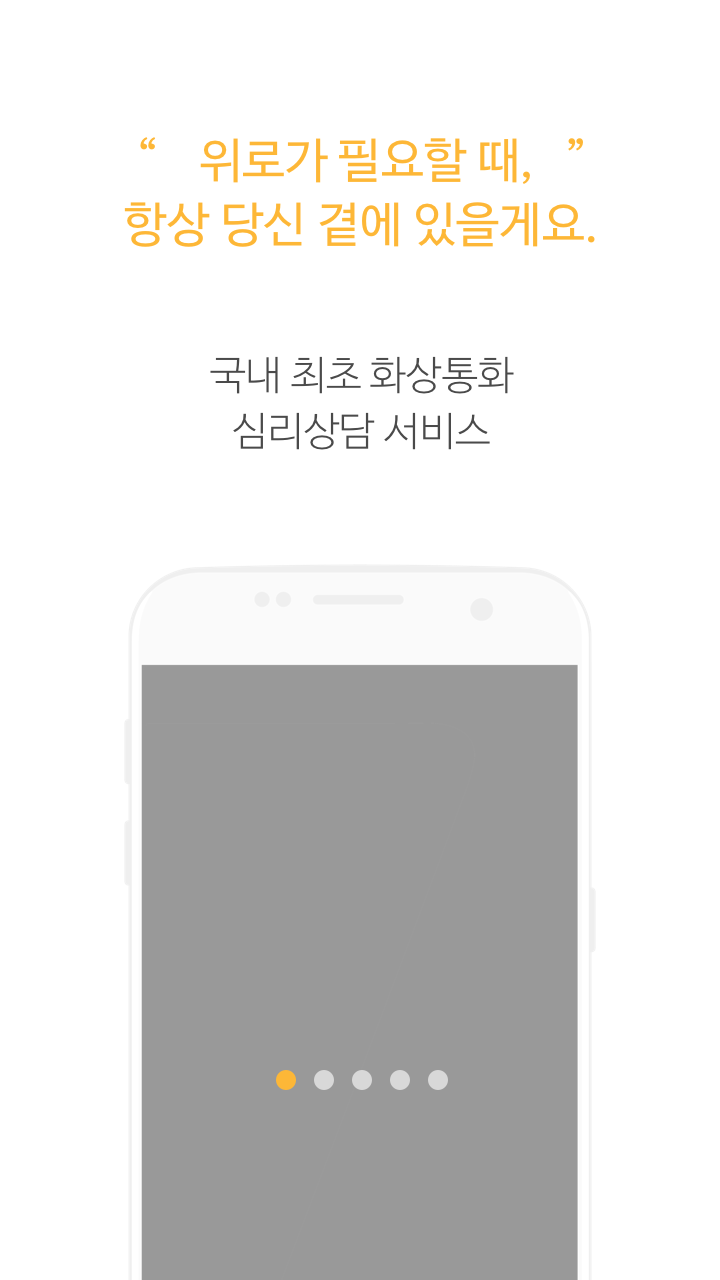 “ 위로가 필요할 때, ”
항상 당신 곁에 있을게요.
국내 최초 화상통화
심리상담 서비스